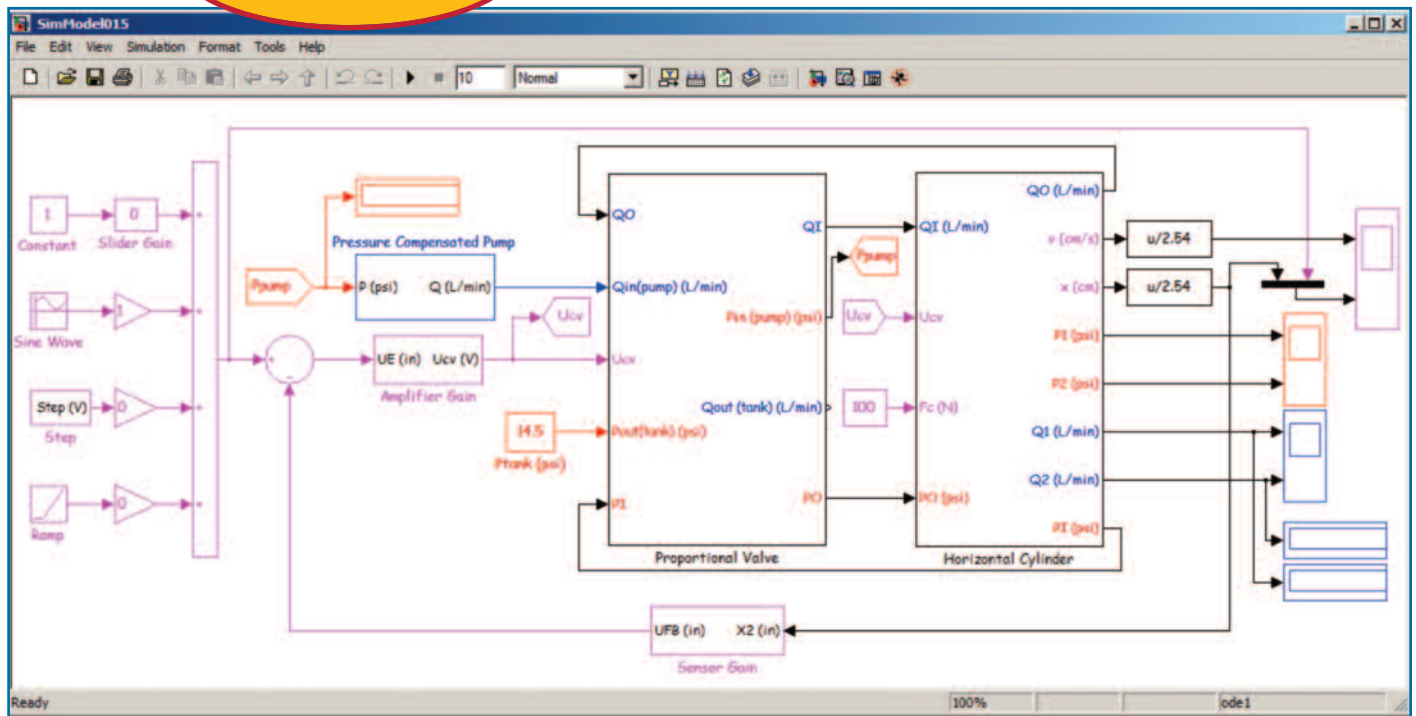 SimModel015
File Edit View Simulation Format Tools Help
10 Normal
1
Constant
0
Slider Gain
Sine Wave
1
Step (V)
Step
0
Ramp
0
+
+
+
+
+
-
Ppump
Pressure Compensated Pump
P (psi) Q (L/min)
UE (in) Ucv (V)
Amplifier Gain
Ucv
14.5
Ptank (psi)
QO
Qin(pump) (L/min)
Ucv
Pout(tank) (psi)
PI
QI
Pin (pump) (psi)
Qout (tank) (L/min)
PO
Proportional Valve
Ppump
Ucv
100
QI (L/min)
Ucv
Fc (N)
PO (psi)
QO (L/min)
v (cm/s)
x (cm)
P1 (psi)
P2 (psi)
Q1 (L/min)
Q2 (L/min)
PI (psi)
Horizontal Cylinder
u/2.54
u/2.54
UFB (in) X2 (in)
Senser Gain
Ready 100% ode1